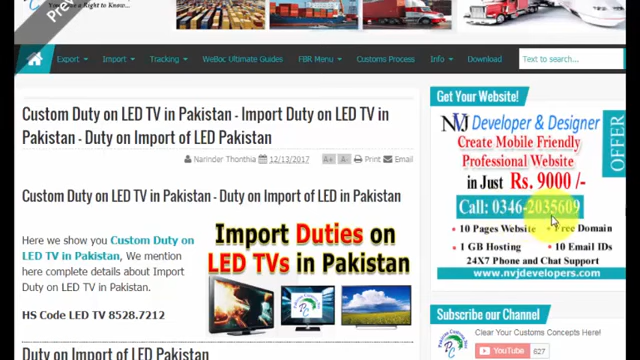 Pre
You Have a Right to Know...
Export
Import
Tracking
WeBoc Ultimate Guides
FBR Menu
Customs Process
Info
Download
Text to search...
Custom Duty on LED TV in Pakistan - Import Duty on LED TV in
Pakistan - Duty on Import of LED Pakistan
Narinder Thonthia 12/13/2017 A+ A- Print Email
Custom Duty on LED TV in Pakistan - Duty on Import of LED in Pakistan
Here we show you Custom Duty on
LED TV in Pakistan, We mention
here complete details about Import
Duty on LED TV in Pakistan.
HS Code LED TV 8528.7212
Import Duties on
LED TVs in Pakistan
PC
Duty on Import of LED Pakistan
Get Your Website!
NVJ Developer & Designer
Create Mobile Friendly
Professional Website
in Just Rs. 9000 /-
Call: 0346-2035609
• 10 Pages Website • Free Domain
• 1 GB Hosting • 10 Email IDs
24X7 Phone and Chat Support
www.nvjdevelopers.com
OFFER
Subscribe our Channel
Clear Your Customs Concepts Here!
YouTube 627